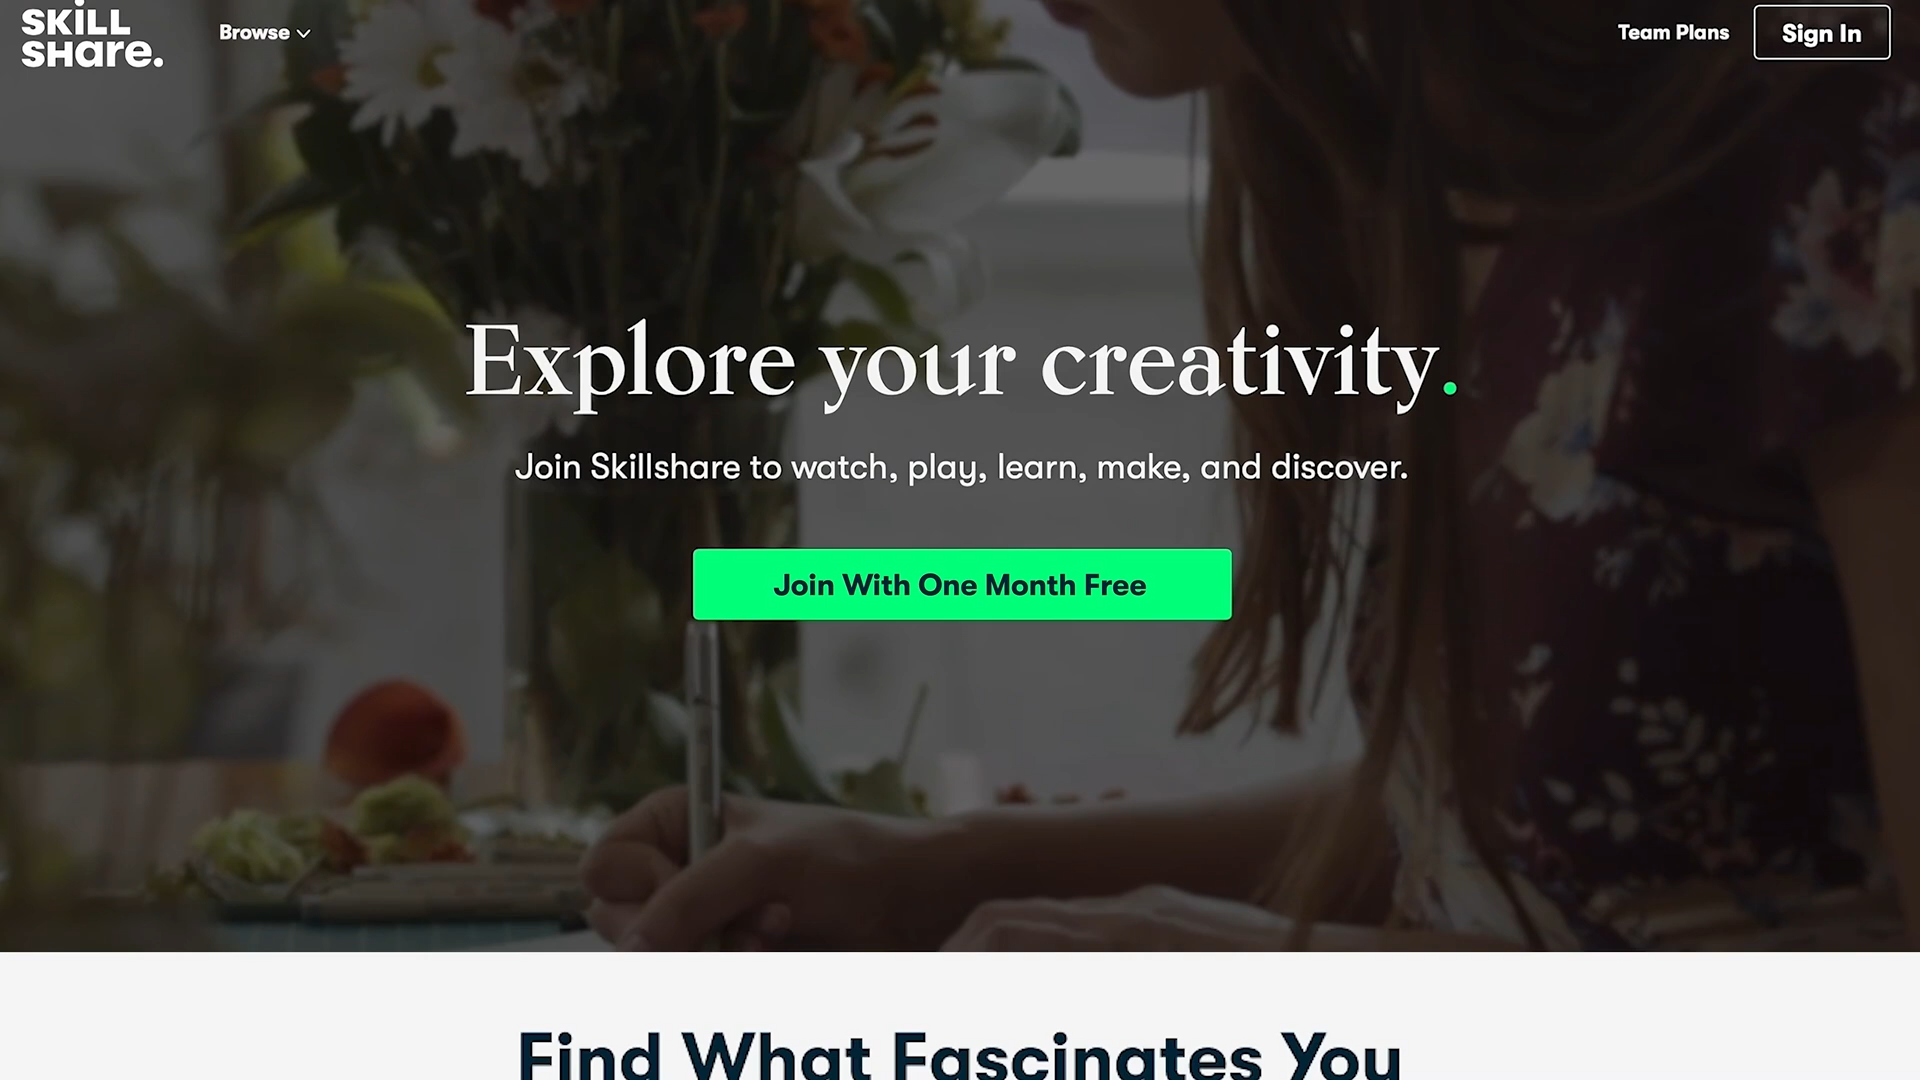 SKILL
SHare.
Browse
Team Plans
Sign In
Explore your creativity.
Join Skillshare to watch, play, learn, make, and discover.
Join With One Month Free
Find What Fascinates You